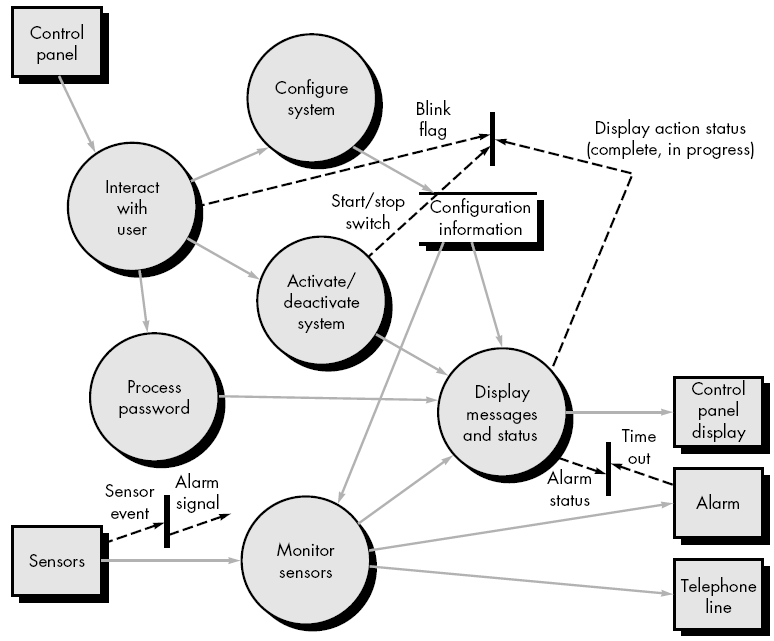 Control
panel
Configure
system
Blink
flag
Display action status
(complete, in progress)
Interact
with
user
Start/stop
switch
Configuration
information
Activate/
deactivate
system
Process
password
Display
messages
and status
Control
panel
display
Time
out
Alarm
status
Alarm
Sensor
event
Alarm
signal
Sensors
Monitor
sensors
Telephone
line